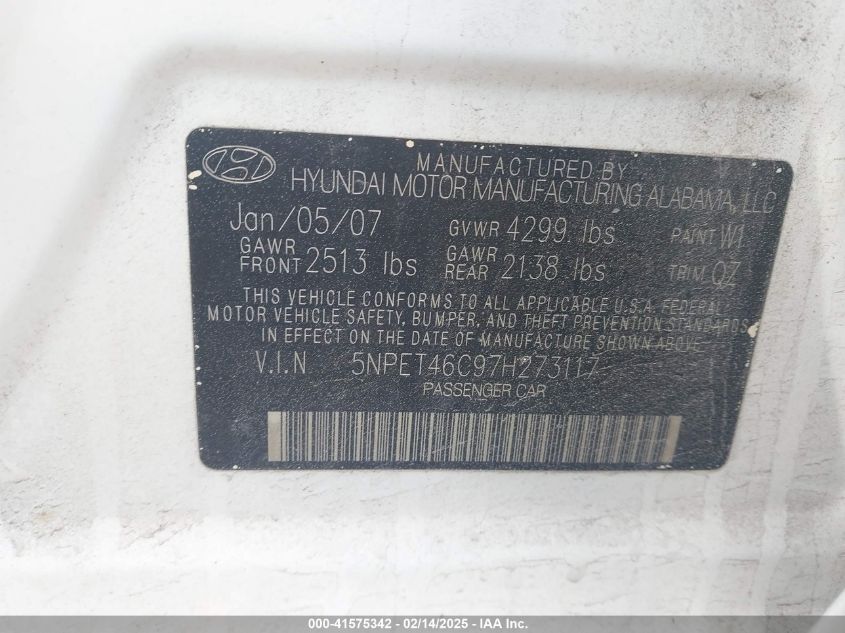 MANUFACTURED BY
HYUNDAI MOTOR MANUFACTURING ALABAMA, LLC
Jan/05/07 GVWR 4299. lbs PAINT W1
GAWR FRONT 2513 lbs GAWR REAR 2138. lbs TRIM QZ
THIS VEHICLE CONFORMS TO ALL APPLICABLE U.S.A. FEDERAL
MOTOR VEHICLE SAFETY, BUMPER, AND THEFT PREVENTION STANDARDS
IN EFFECT ON THE DATE OF MANUFACTURE SHOWN ABOVE.
V.I.N 5NPET46C97H273117
PASSENGER CAR
000-41575342 - 02/14/2025 - IAA Inc.